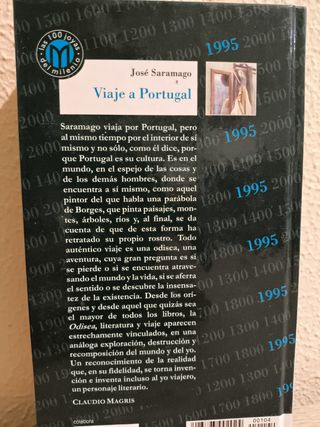 las 100 joyas
del milenio
1995
José Saramago
Viaje a Portugal
Saramago viaja por Portugal, pero
al mismo tiempo por el interior de sí
mismo y no sólo, como él dice, por-
que Portugal es su cultura. Es en el
mundo, en el espejo de las cosas y
de los demás hombres, donde se
encuentra a sí mismo, como aquel
pintor del que habla una parábola
de Borges, que pinta paisajes, mon-
tes, árboles, ríos y, al final, se da
cuenta de que de esta forma ha
retratado su propio rostro. Todo
auténtico viaje es una odisea, una
aventura, cuya gran pregunta es si
se pierde o si se encuentra atrave-
sando el mundo y la vida, si se aferra
el sentido o se descubre la insensa-
tez de la existencia. Desde los orí-
genes y desde aquel que quizás sea
el mayor de todos los libros, la
Odisea, literatura y viaje aparecen
estrechamente vinculados, en una
análoga exploración, destrucción y
recomposición del mundo y del yo.
Un reconocimiento de la realidad
que, en su fidelidad, se torna inven-
ción e inventa incluso al yo viajero,
un personaje literario.
CLAUDIO MAGRIS
1995
1995
1995
1995
1995
colabora
00104